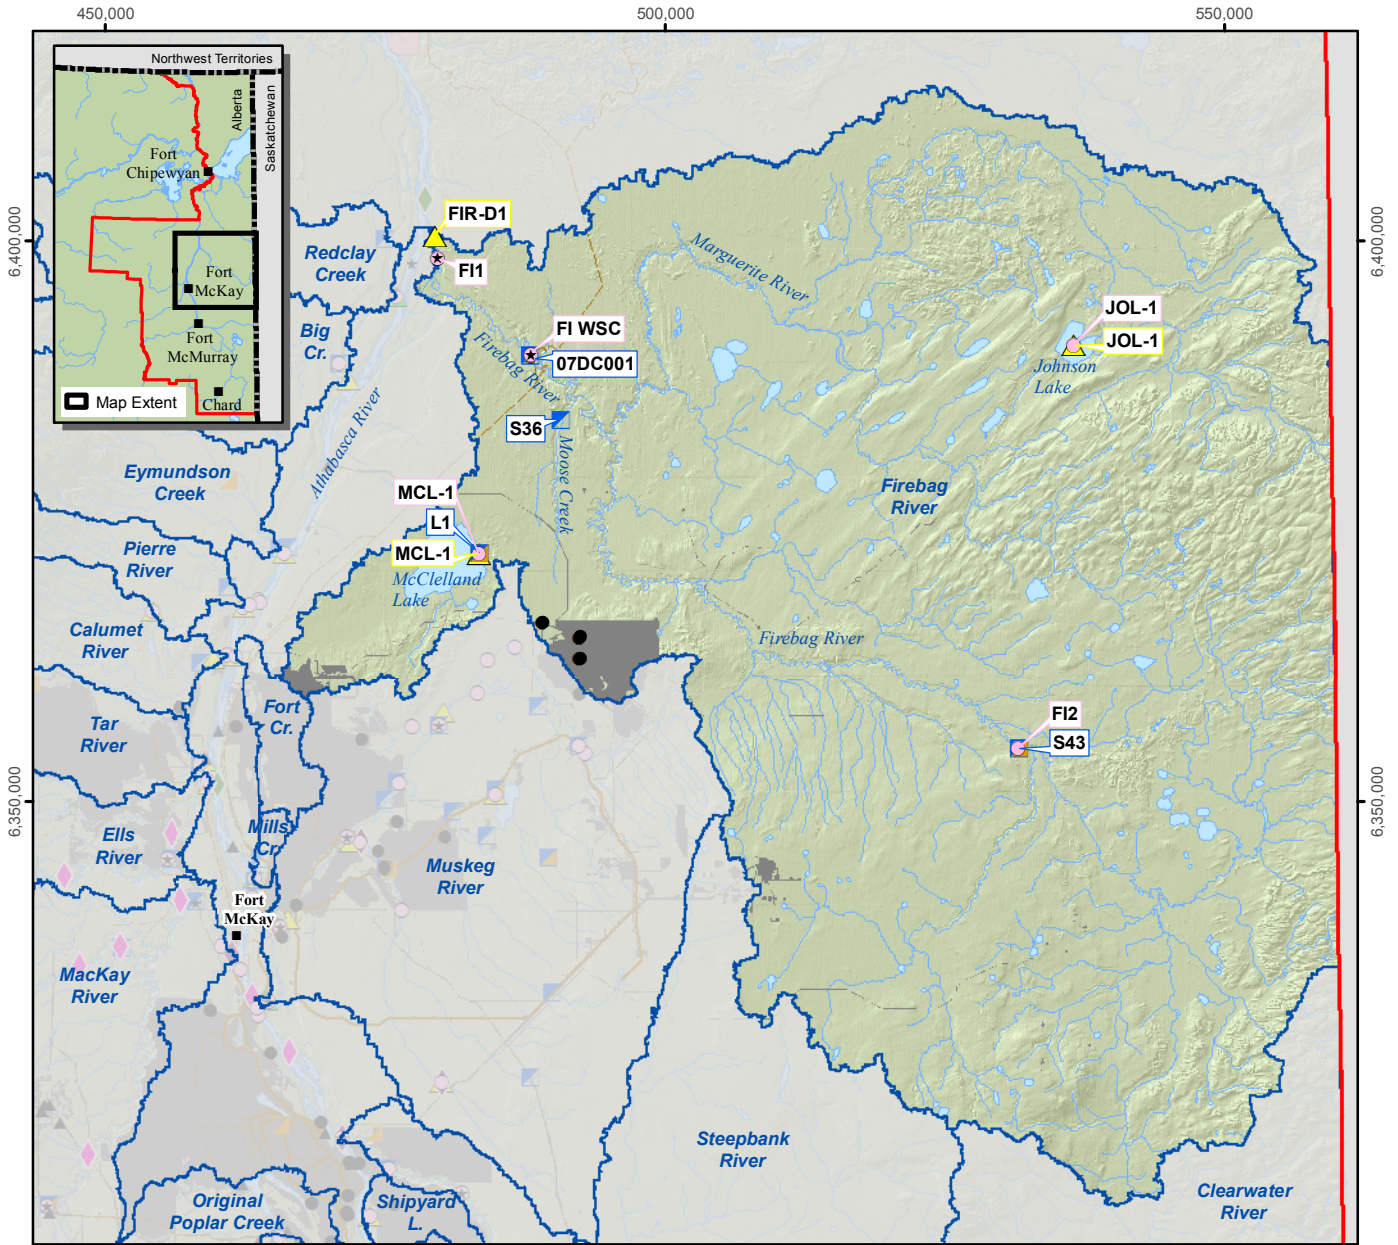 450,000
500,000
550,000
Northwest Territories
Alberta
Saskatchewan
Fort
Chipewyan
Fort
McKay
Fort
McMurray
Chard
Map Extent
6,400,000
6,400,000
6,350,000
6,350,000
Redclay
Creek
Big
Cr.
Athabasca River
Eymundson
Creek
Pierre
River
Calumet
River
Tar
River
Fort
Cr.
Ells
River
Mills
Cr.
Fort
McKay
MacKay
River
Muskeg
River
Original
Poplar Creek
Shipyard
L.
Steepbank
River
Clearwater
River
FIR-D1
FI1
Marguerite River
FI WSC
07DC001
Firebag River
S36
Moose Creek
JOL-1
JOL-1
Johnson
Lake
Firebag
River
MCL-1
L1
MCL-1
McClelland
Lake
Firebag River
FI2
S43